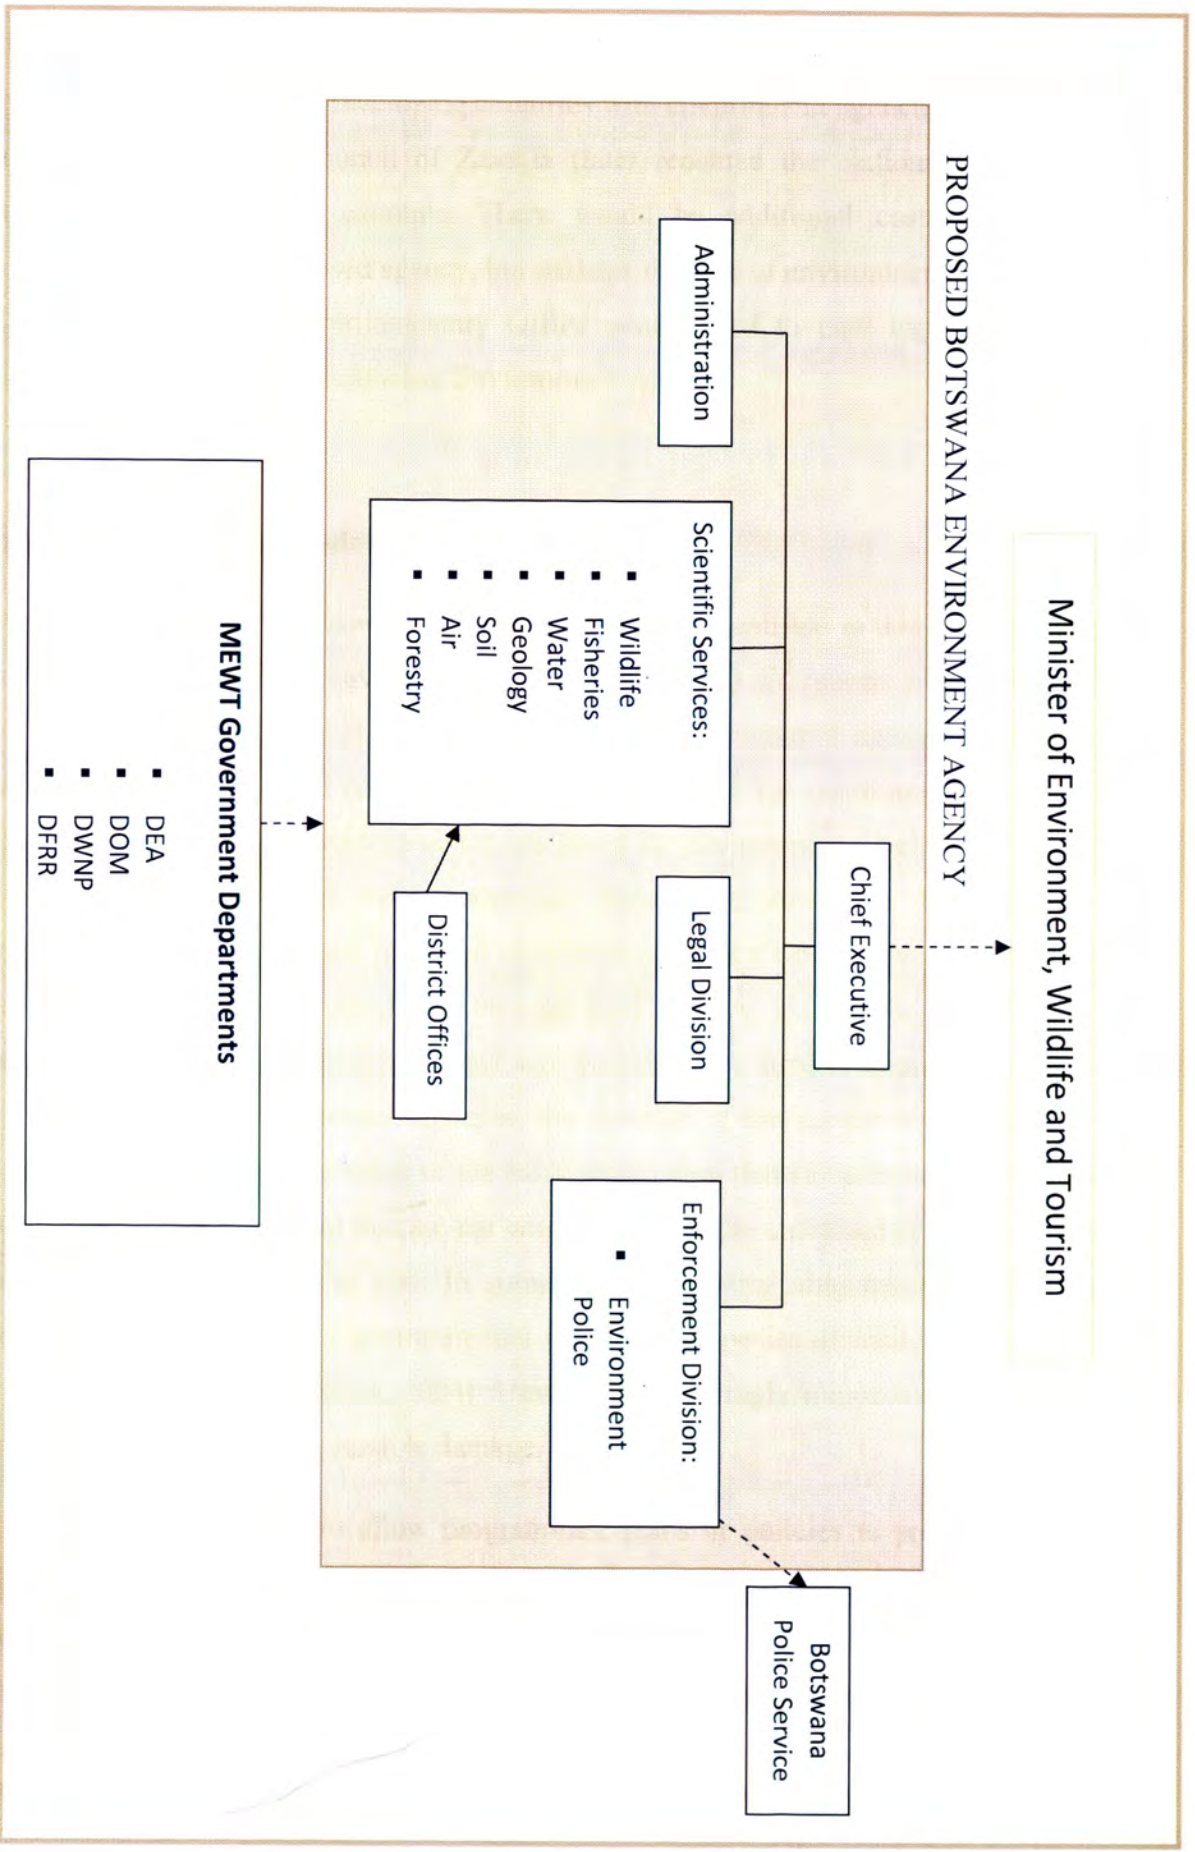 Minister of Environment, Wildlife and Tourism
PROPOSED BOTSWANA ENVIRONMENT AGENCY
Chief Executive
Administration
Scientific Services:
▪ Wildlife
▪ Fisheries
▪ Water
▪ Geology
▪ Soil
▪ Air
▪ Forestry
Legal Division
Enforcement Division:
▪ Environment
Police
Botswana
Police Service
District Offices
MEWT Government Departments
▪ DEA
▪ DOM
▪ DWNP
▪ DFRR